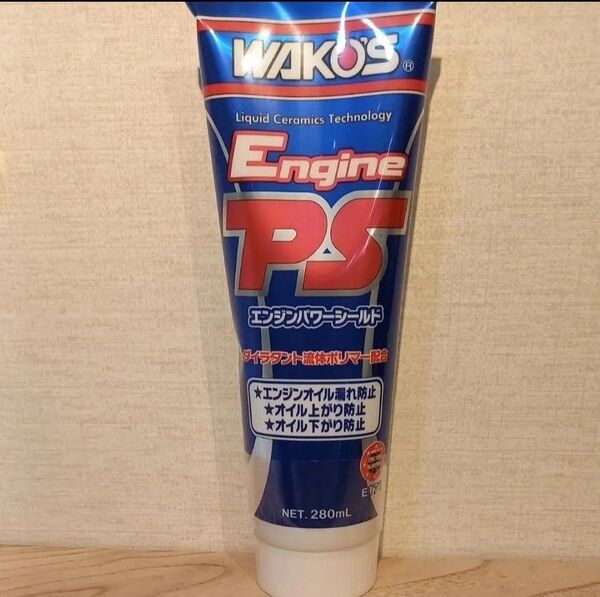 WAKO'S®
Liquid Ceramics Technology
Engine
PS
エンジンパワーシールド
ダイラタント流体ポリマー配合
★エンジンオイル漏れ防止
★オイル上がり防止
★オイル下がり防止
NET. 280mL